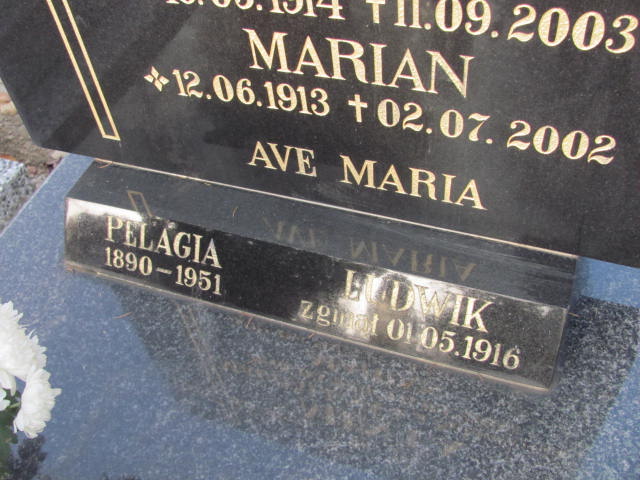 .1914 ✝11.09.2003
MARIAN
12.06.1913 ✝02.07.2002
AVE MARIA
PELAGIA
1890-1951
LUDWIK
zginął 01.05.1916